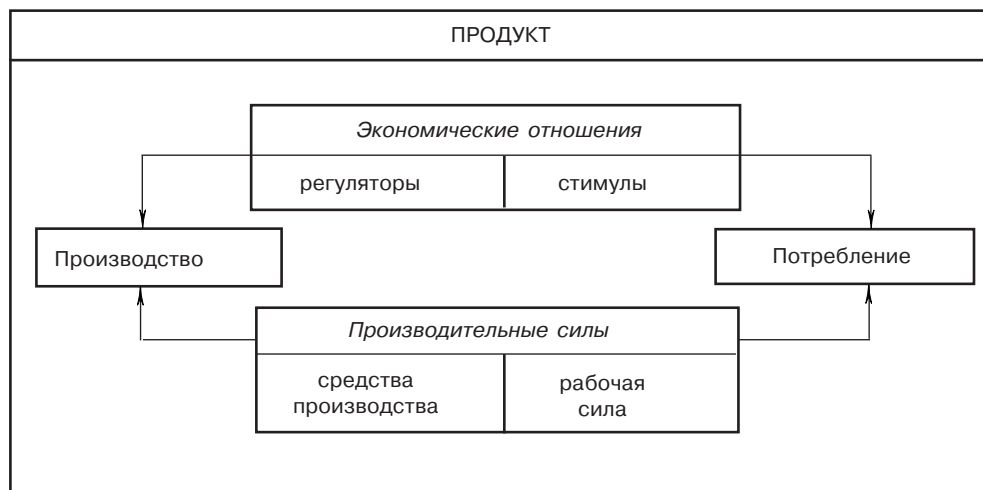 ПРОДУКТ
Экономические отношения
регуляторы
стимулы
Производство
Потребление
Производительные силы
средства
производства
рабочая
сила